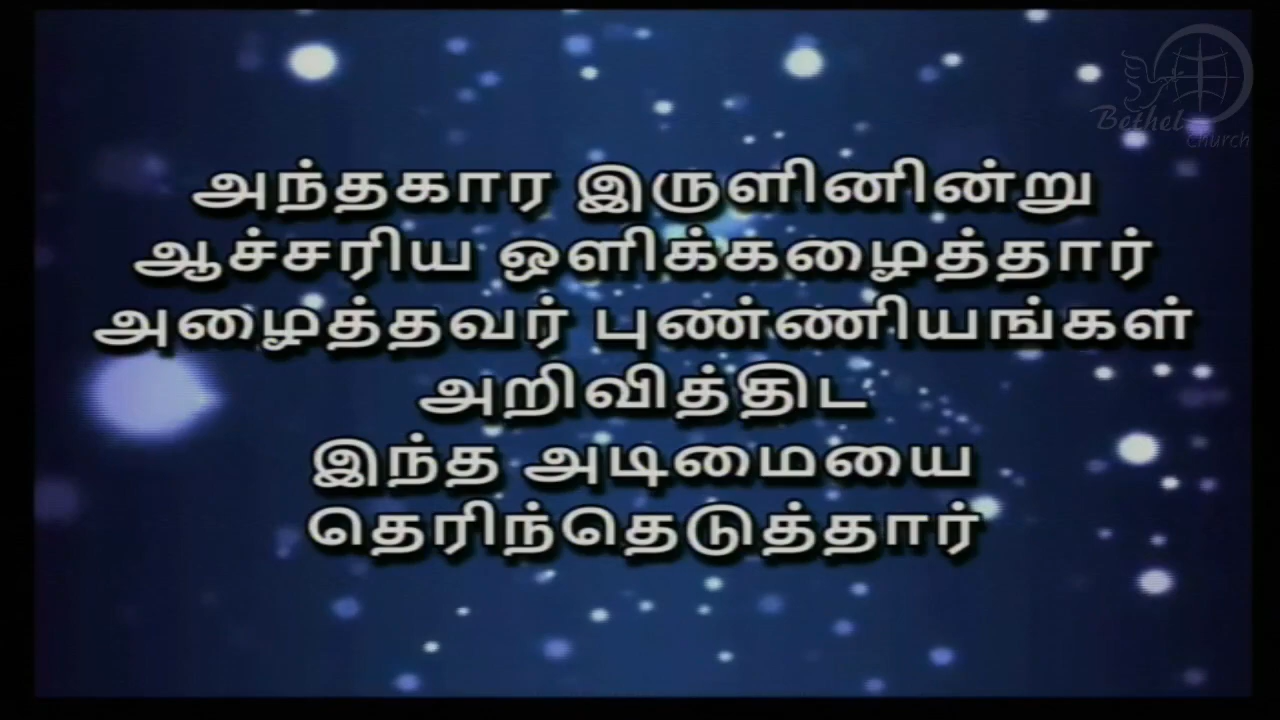 Bethel
church
அந்தகார இருளினின்று
ஆச்சரிய ஒளிக்கழைத்தார்
அழைத்தவர் புண்ணியங்கள்
அறிவித்திட
இந்த அடிமையை
தெரிந்தெடுத்தார்